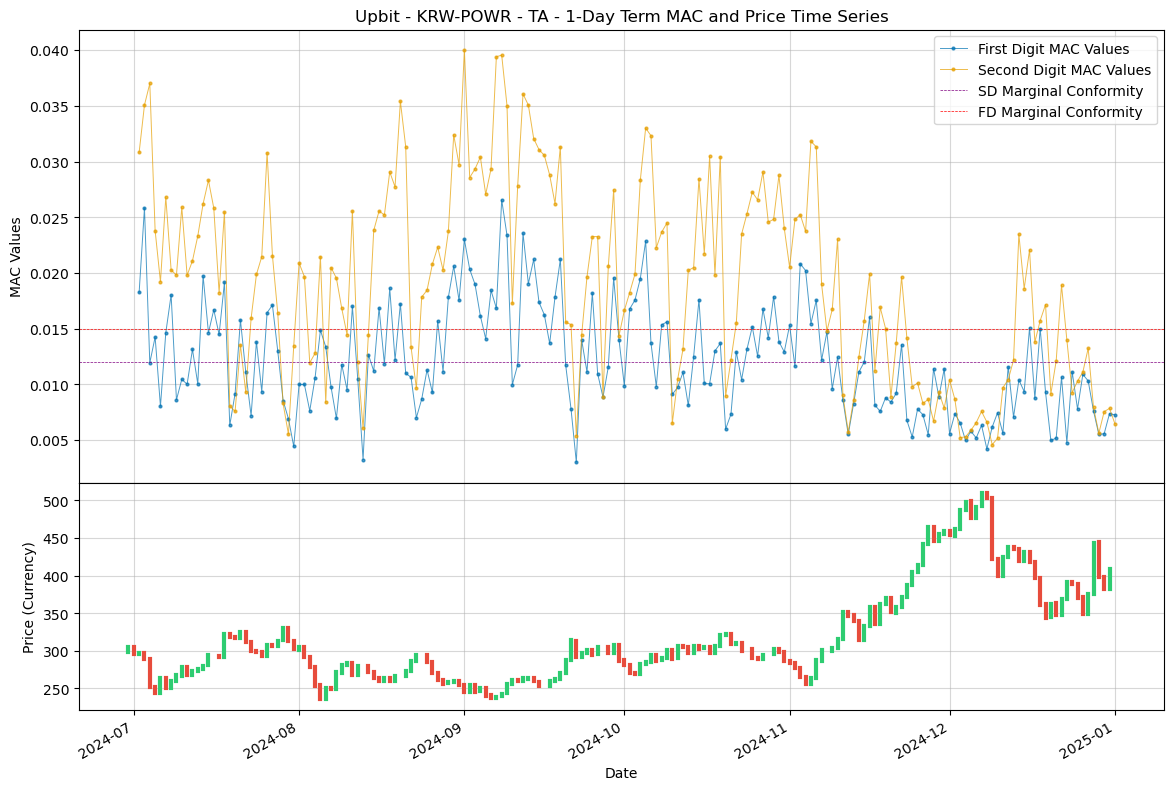 Upbit - KRW-POWR - TA - 1-Day Term MAC and Price Time Series
First Digit MAC Values
Second Digit MAC Values
SD Marginal Conformity
FD Marginal Conformity
MAC Values
0.040
0.035
0.030
0.025
0.020
0.015
0.010
0.005
Price (Currency)
500
450
400
350
300
250
2024-07
2024-08
2024-09
2024-10
2024-11
2024-12
2025-01
Date